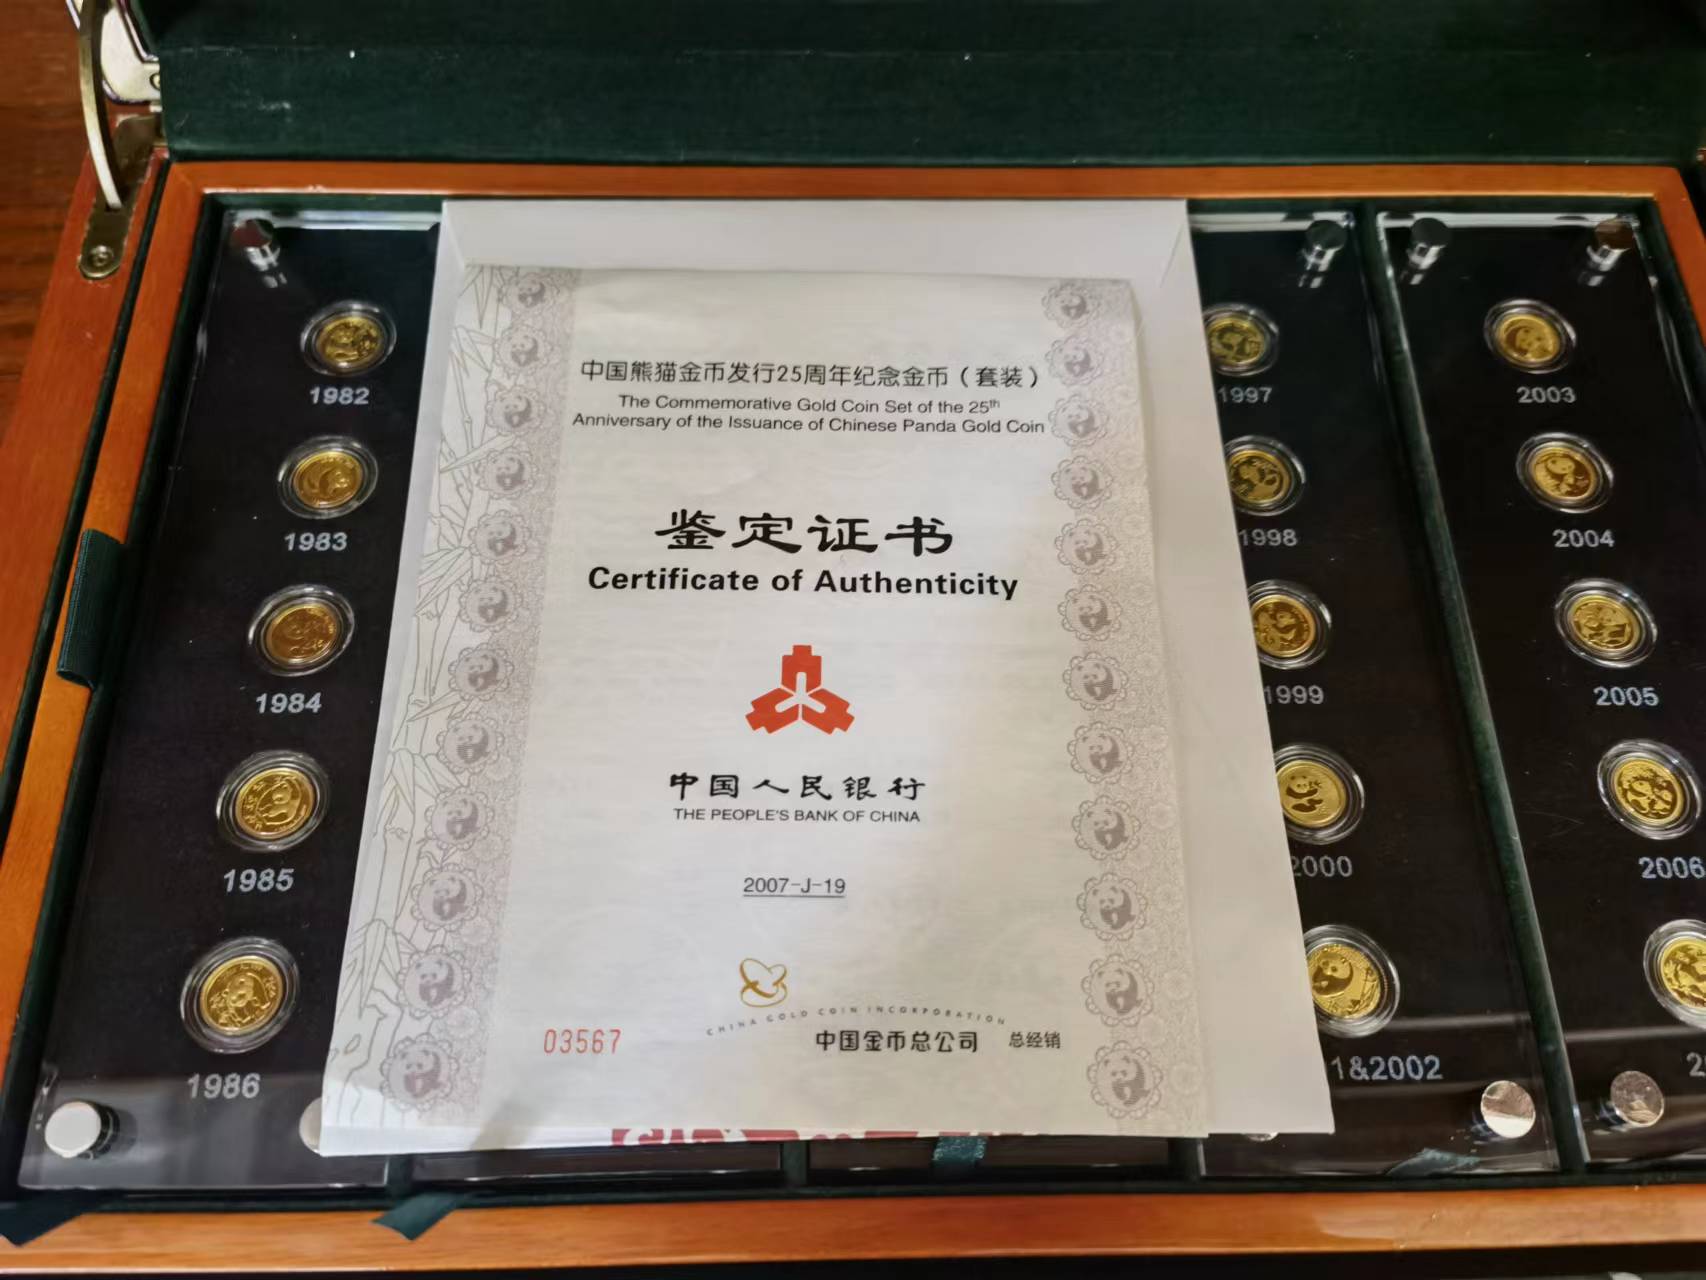 中国熊猫金币发行25周年纪念金币（套装）
The Commemorative Gold Coin Set of the 25th
Anniversary of the Issuance of Chinese Panda Gold Coin
鉴定证书
Certificate of Authenticity
中国人民银行
THE PEOPLE'S BANK OF CHINA
2007-J-19
CHINA GOLD COIN INCORPORATION
03567
中国金币总公司 总经销
1982
1983
1984
1985
1986
1997
1998
1999
2000
1&2002
2003
2004
2005
2006